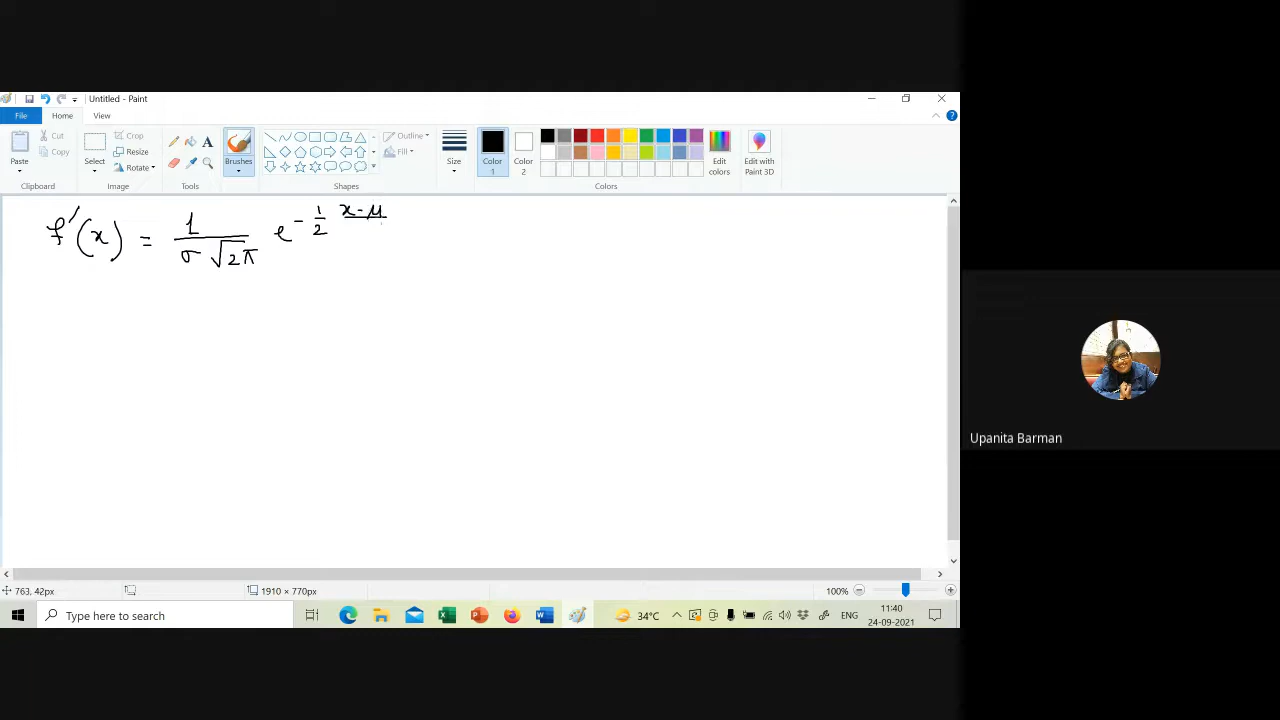 Untitled - Paint
File Home View
Paste Cut Copy Select Crop Resize Rotate Brushes Outline Fill Size Color 1 Color 2 Edit colors Edit with Paint 3D
Clipboard Image Tools Shapes Colors
f'(x) = 1/(σ √2π) e^(- 1/2 x-μ
Upanita Barman
763, 42px 1910 × 770px 100%
Type here to search 34°C ENG 11:40
24-09-2021